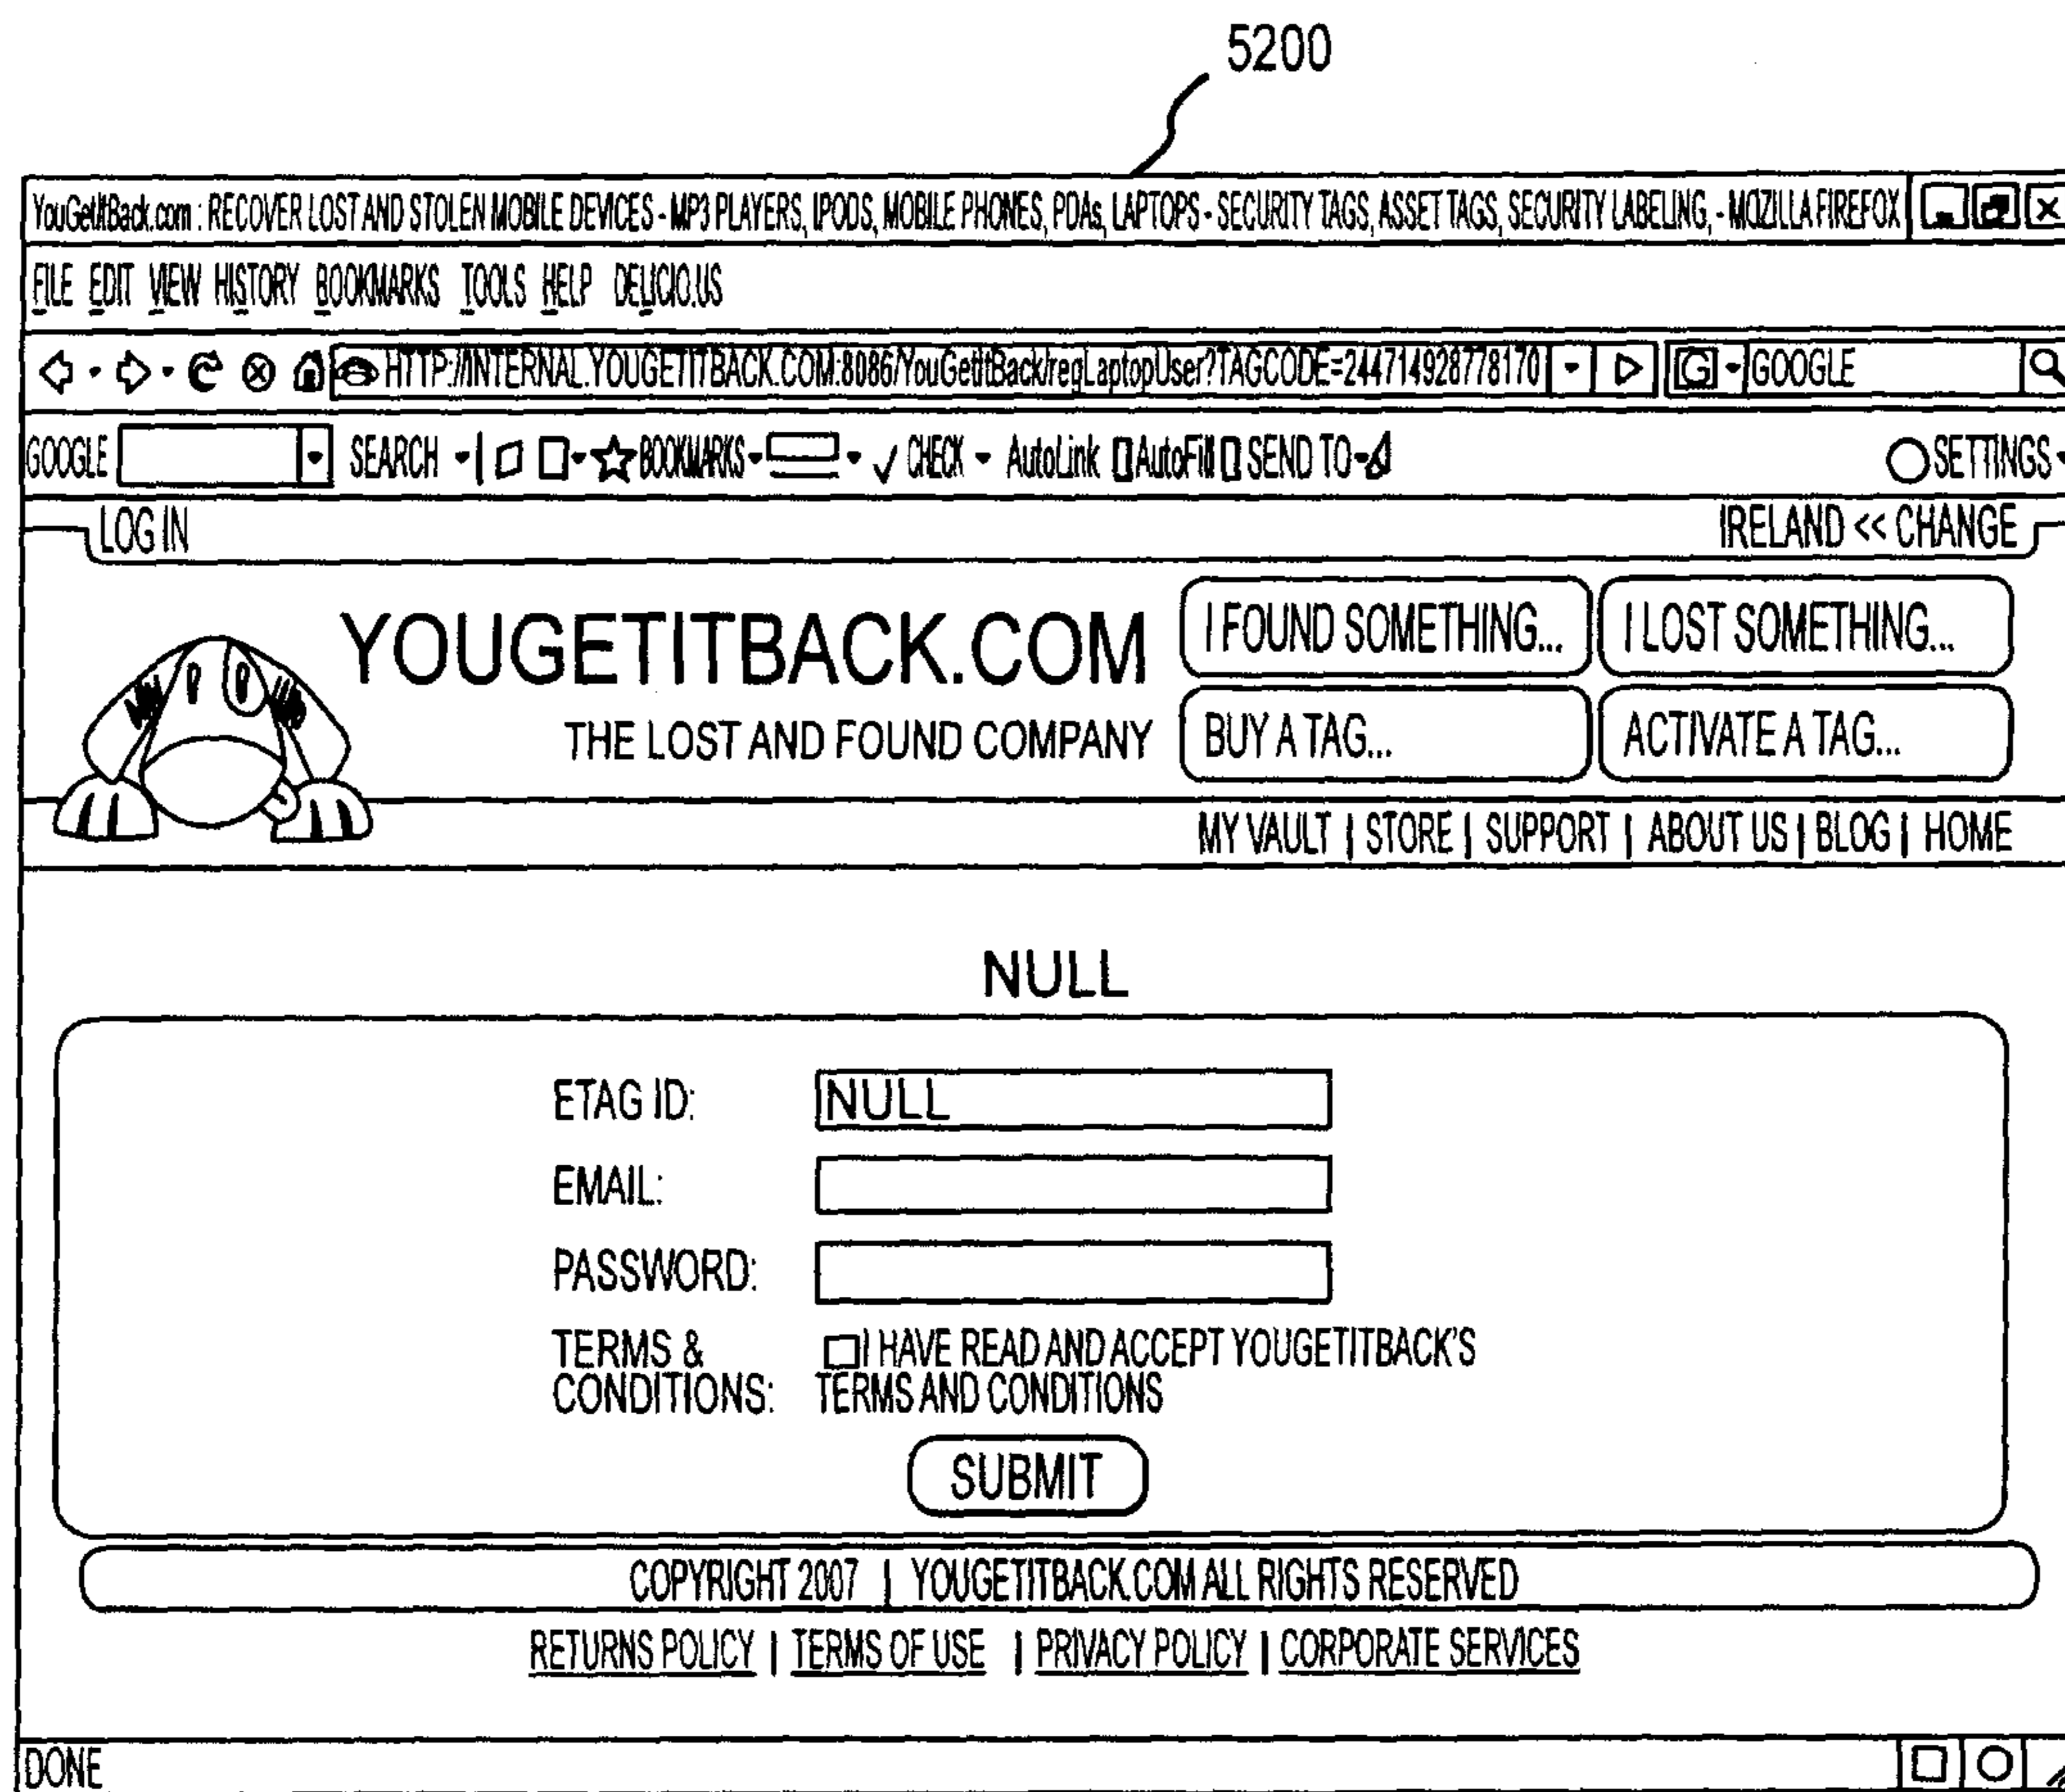 5200
YouGetItBack.com : RECOVER LOST AND STOLEN MOBILE DEVICES - MP3 PLAYERS, IPODS, MOBILE PHONES, PDAs, LAPTOPS - SECURITY TAGS, ASSET TAGS, SECURITY LABELING, - MOZILLA FIREFOX
FILE EDIT VIEW HISTORY BOOKMARKS TOOLS HELP DELICIO.US
HTTP://INTERNAL.YOUGETITBACK.COM:8086/YouGetItBack/regLaptopUser?TAGCODE=244714928778170 G GOOGLE
GOOGLE SEARCH BOOKMARKS CHECK AutoLink AutoFill SEND TO SETTINGS
LOG IN IRELAND << CHANGE
YOUGETITBACK.COM
THE LOST AND FOUND COMPANY
I FOUND SOMETHING... I LOST SOMETHING...
BUY A TAG... ACTIVATE A TAG...
MY VAULT | STORE | SUPPORT | ABOUT US | BLOG | HOME
NULL
ETAG ID: NULL
EMAIL:
PASSWORD:
TERMS & CONDITIONS: I HAVE READ AND ACCEPT YOUGETITBACK'S
TERMS AND CONDITIONS
SUBMIT
COPYRIGHT 2007 | YOUGETITBACK.COM ALL RIGHTS RESERVED
RETURNS POLICY | TERMS OF USE | PRIVACY POLICY | CORPORATE SERVICES
DONE